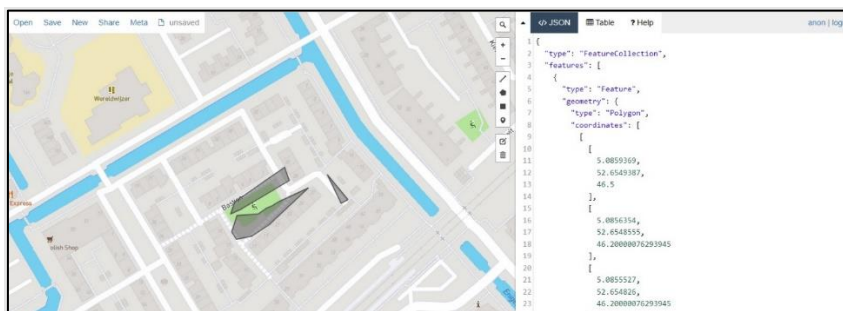 Open Save New Share Meta unsaved
JSON Table ? Help
anon | log
Wereldwijzer
Express
olish Shop
1 {
2 "type": "FeatureCollection",
3 "features": [
4 {
5 "type": "Feature",
6 "geometry": {
7 "type": "Polygon",
8 "coordinates": [
9 [
10 [
11 5.0859369,
12 52.6549387,
13 46.5
14 ],
15 [
16 5.0856354,
17 52.6548555,
18 46.20000076293945
19 ],
20 [
21 5.0855527,
22 52.654826,
23 46.20000076293945